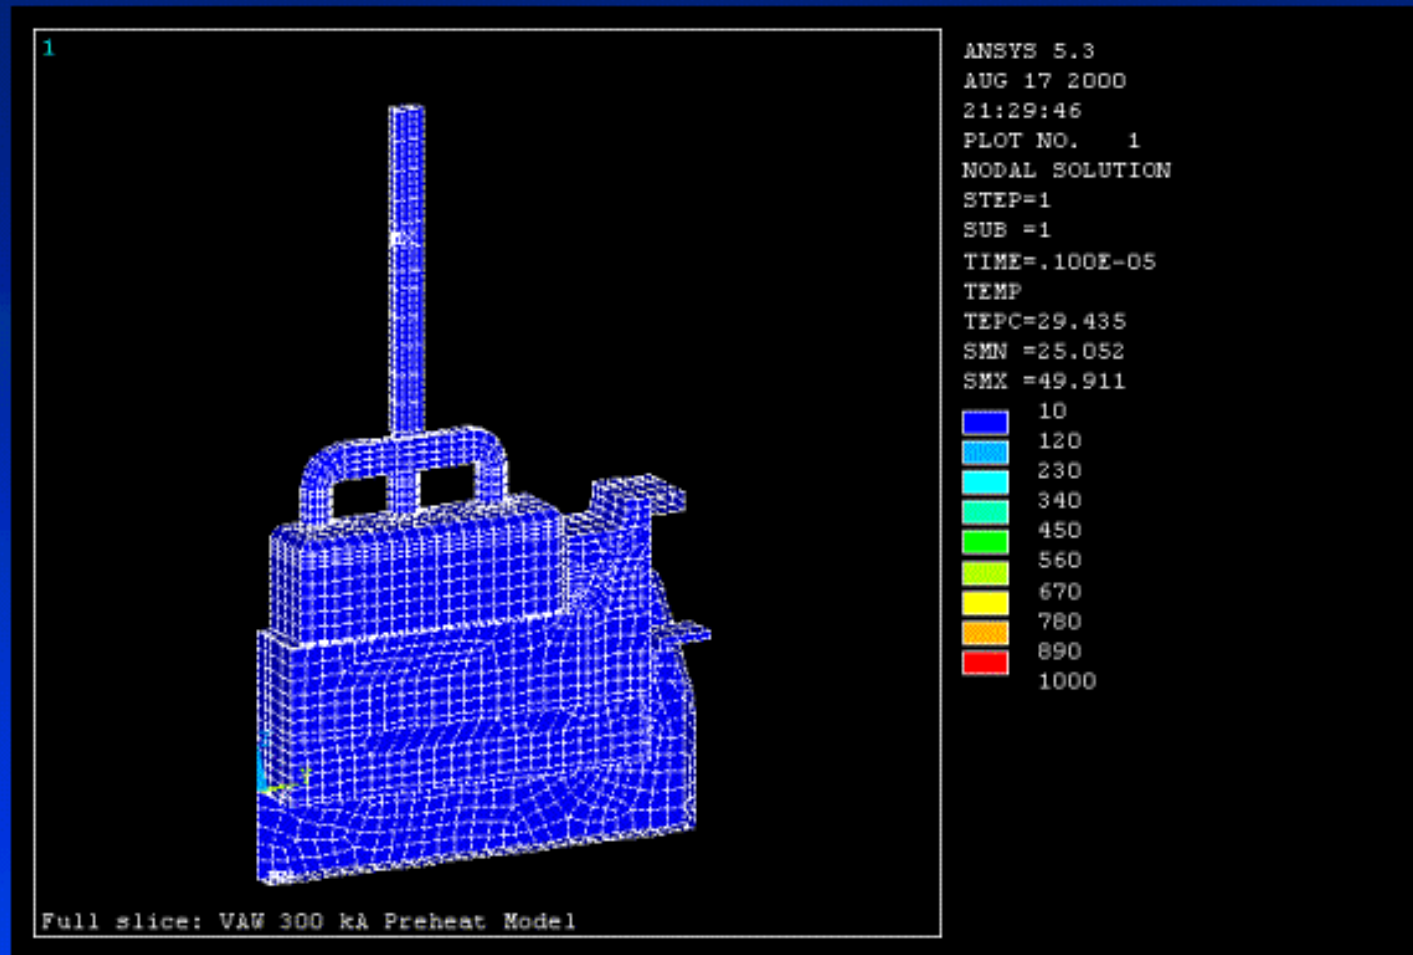 1
ANSYS 5.3
AUG 17 2000
21:29:46
PLOT NO. 1
NODAL SOLUTION
STEP=1
SUB =1
TIME=.100E-05
TEMP
TEPC=29.435
SMN =25.052
SMX =49.911
10
120
230
340
450
560
670
780
890
1000
Full slice: VAW 300 kA Preheat Model